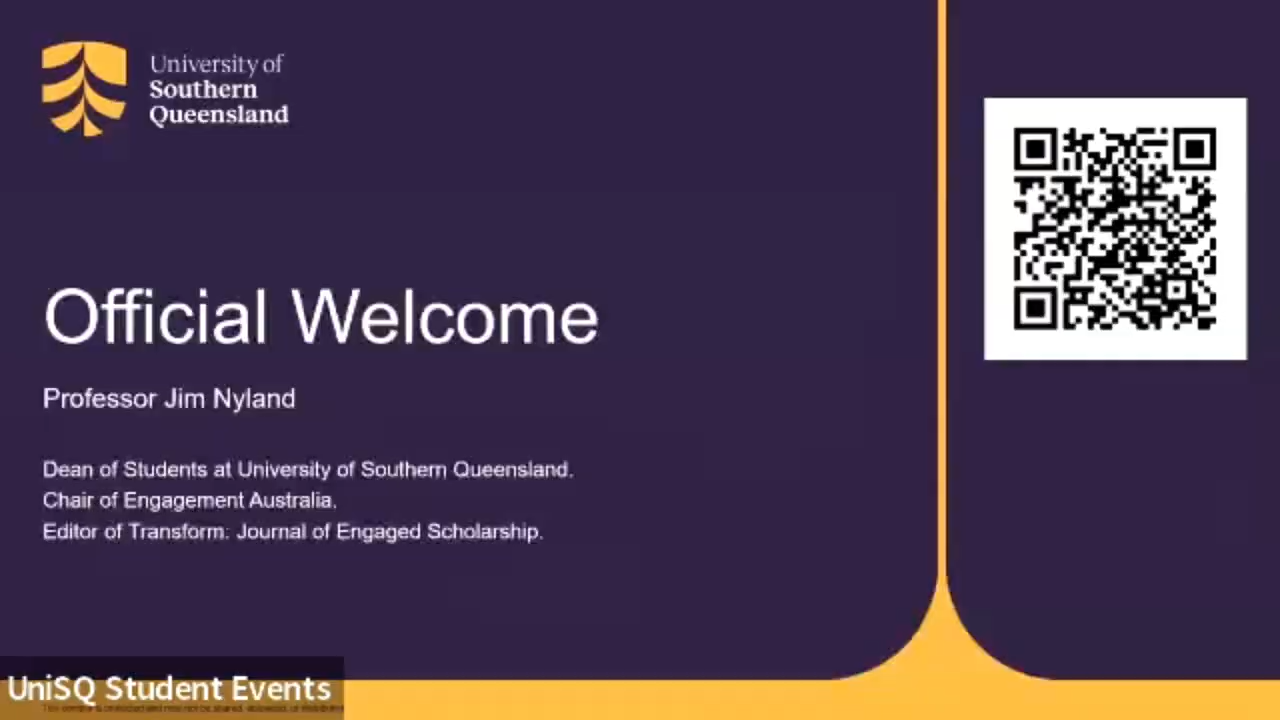 University of
Southern
Queensland
Official Welcome
Professor Jim Nyland
Dean of Students at University of Southern Queensland.
Chair of Engagement Australia.
Editor of Transform: Journal of Engaged Scholarship.
UniSQ Student Events